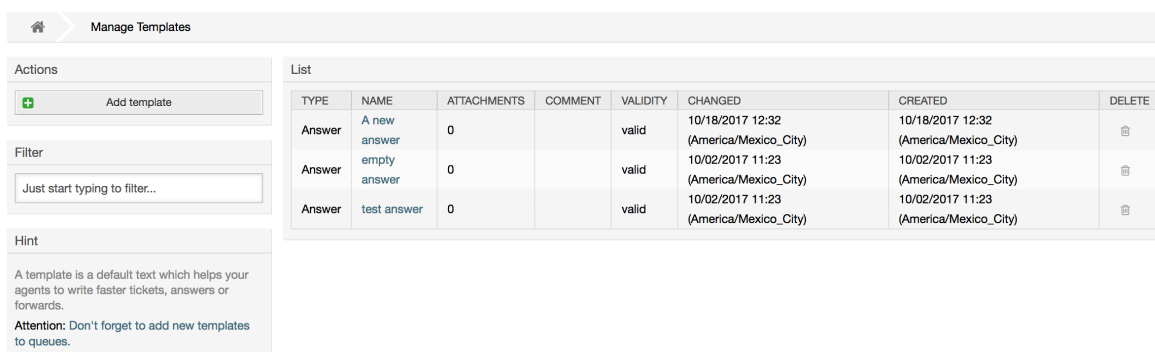 Manage Templates
Actions
Add template
Filter
Just start typing to filter...
Hint
A template is a default text which helps your
agents to write faster tickets, answers or
forwards.
Attention: Don't forget to add new templates
to queues.
List
TYPE NAME ATTACHMENTS COMMENT VALIDITY CHANGED CREATED DELETE
Answer A new answer 0 valid 10/18/2017 12:32 (America/Mexico_City) 10/18/2017 12:32 (America/Mexico_City)
Answer empty answer 0 valid 10/02/2017 11:23 (America/Mexico_City) 10/02/2017 11:23 (America/Mexico_City)
Answer test answer 0 valid 10/02/2017 11:23 (America/Mexico_City) 10/02/2017 11:23 (America/Mexico_City)